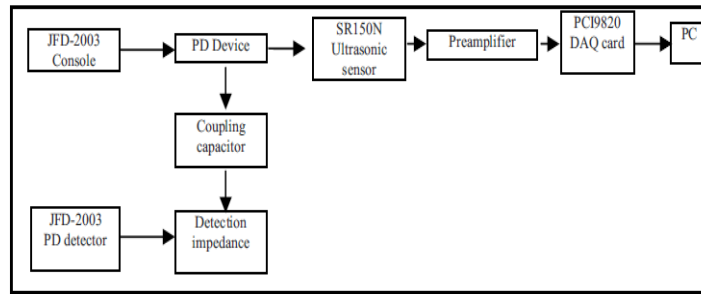 JFD-2003
Console
PD Device
SR150N
Ultrasonic
sensor
Preamplifier
PCI9820
DAQ card
PC
Coupling
capacitor
JFD-2003
PD detector
Detection
impedance